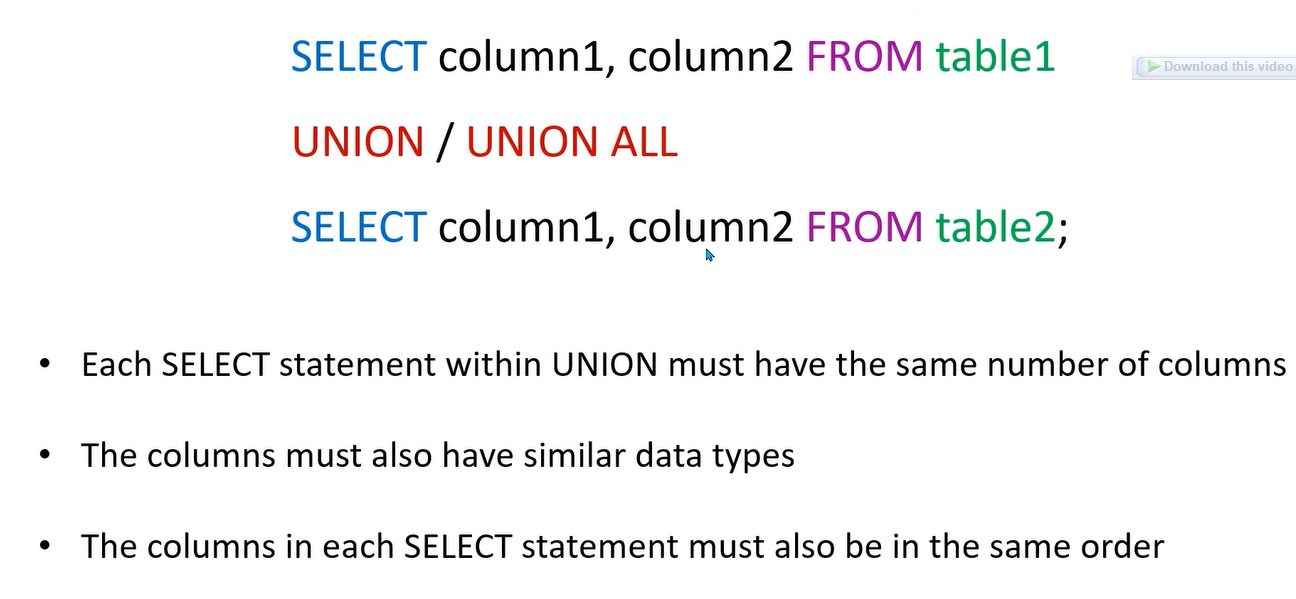 SELECT column1, column2 FROM table1
Download this video
UNION / UNION ALL
SELECT column1, column2 FROM table2;
• Each SELECT statement within UNION must have the same number of columns
• The columns must also have similar data types
• The columns in each SELECT statement must also be in the same order